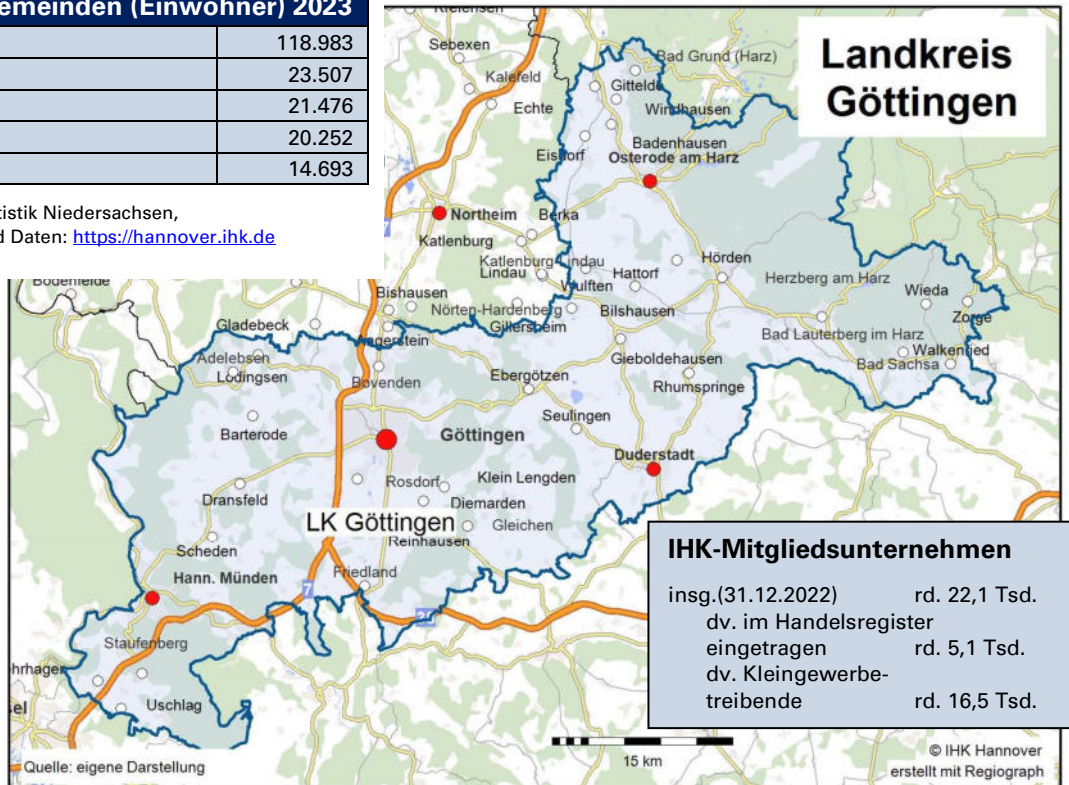 emeinden (Einwohner) 2023
118.983
23.507
21.476
20.252
14.693
tistik Niedersachsen,
d Daten: https://hannover.ihk.de
Landkreis
Göttingen
Sebexen
Bad Grund (Harz)
Kalefeld
Gittelde
Echte
Windhausen
Badenhausen
Eisdorf
Osterode am Harz
Northeim
Berka
Katlenburg
Katlenburg-Lindau
Lindau
Hattorf
Hörden
Wulften
Herzberg am Harz
Bodenfelde
Bishausen
Wieda
Nörten-Hardenberg
Bilshausen
Zorge
Gladebeck
Gillersheim
Angerstein
Bad Lauterberg im Harz
Walkenried
Adelebsen
Gieboldehausen
Bad Sachsa
Lödingsen
Bovenden
Ebergötzen
Rhumspringe
Seulingen
Barterode
Göttingen
Duderstadt
Rosdorf
Klein Lengden
Dransfeld
Diemarden
LK Göttingen
Gleichen
Reinhausen
Scheden
Friedland
Hann. Münden
7
Staufenberg
Uschlag
IHK-Mitgliedsunternehmen
insg.(31.12.2022) rd. 22,1 Tsd.
dv. im Handelsregister
eingetragen rd. 5,1 Tsd.
dv. Kleingewerbe-
treibende rd. 16,5 Tsd.
15 km
Quelle: eigene Darstellung
© IHK Hannover
erstellt mit Regiograph